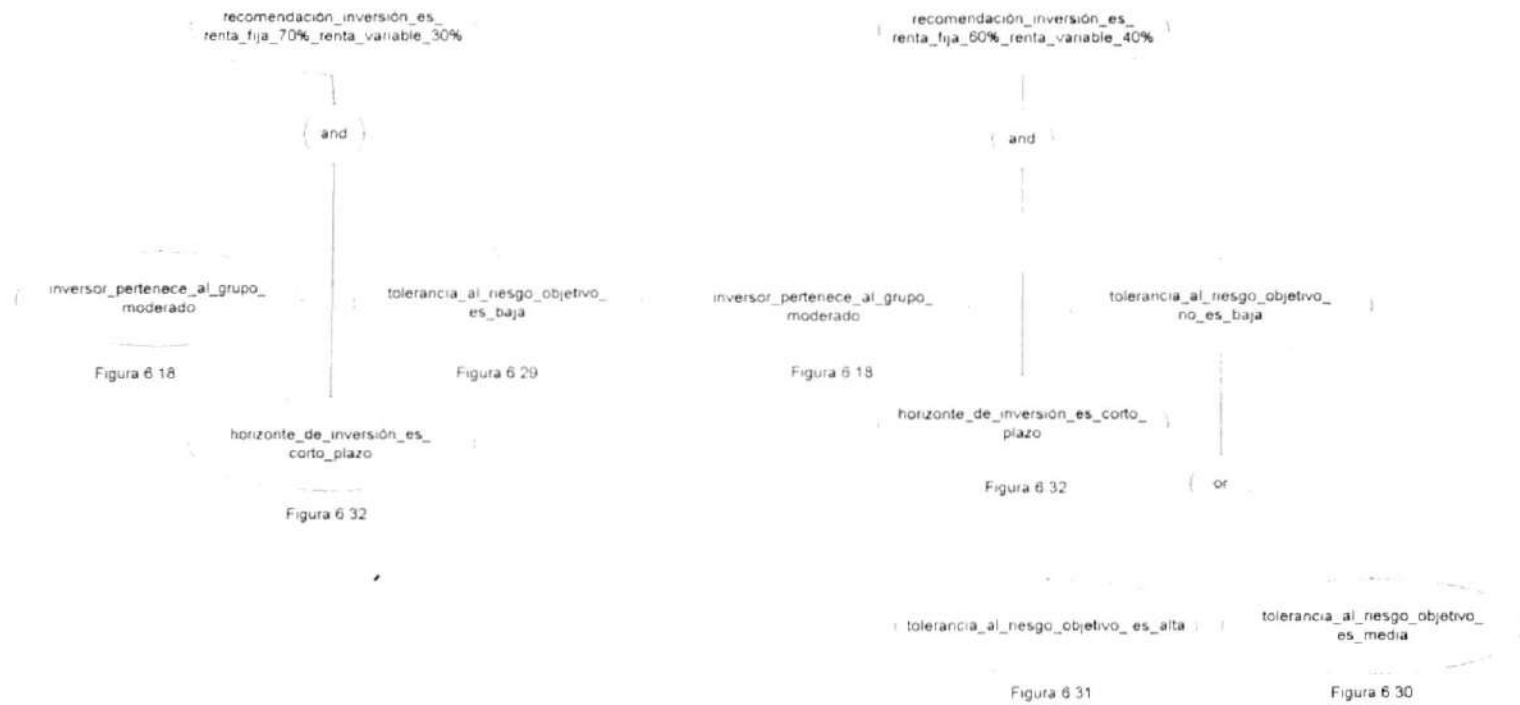 recomendación_inversión_es_
renta_fija_70%_renta_variable_30%
and
inversor_pertenece_al_grupo_
moderado
Figura 6 18
tolerancia_al_riesgo_objetivo_
es_baja
Figura 6 29
horizonte_de_inversión_es_
corto_plazo
Figura 6 32
recomendación_inversión_es_
renta_fija_60%_renta_variable_40%
and
inversor_pertenece_al_grupo_
moderado
Figura 6 18
tolerancia_al_riesgo_objetivo_
no_es_baja
horizonte_de_inversión_es_corto_
plazo
Figura 6 32
or
tolerancia_al_riesgo_objetivo_ es_alta
Figura 6 31
tolerancia_al_riesgo_objetivo_
es_media
Figura 6 30